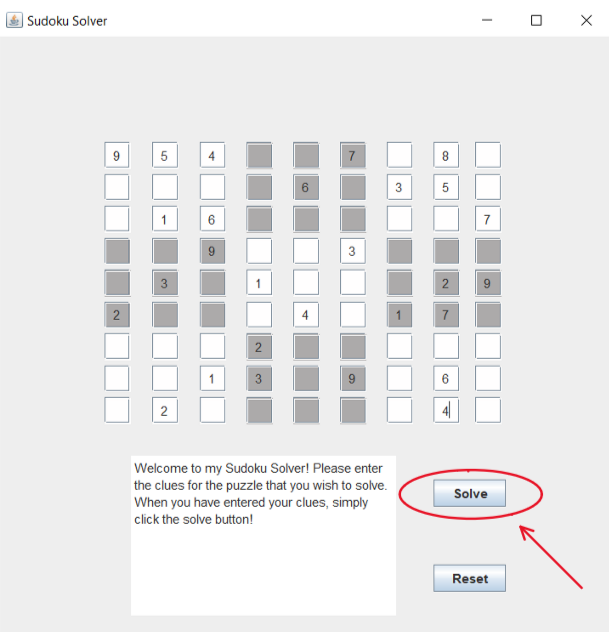 Sudoku Solver
9 5 4 7 8
6 3 5
1 6 7
9 3
3 1 2 9
2 4 1 7
2
1 3 9 6
2 4
Welcome to my Sudoku Solver! Please enter
the clues for the puzzle that you wish to solve.
When you have entered your clues, simply
click the solve button!
Solve
Reset